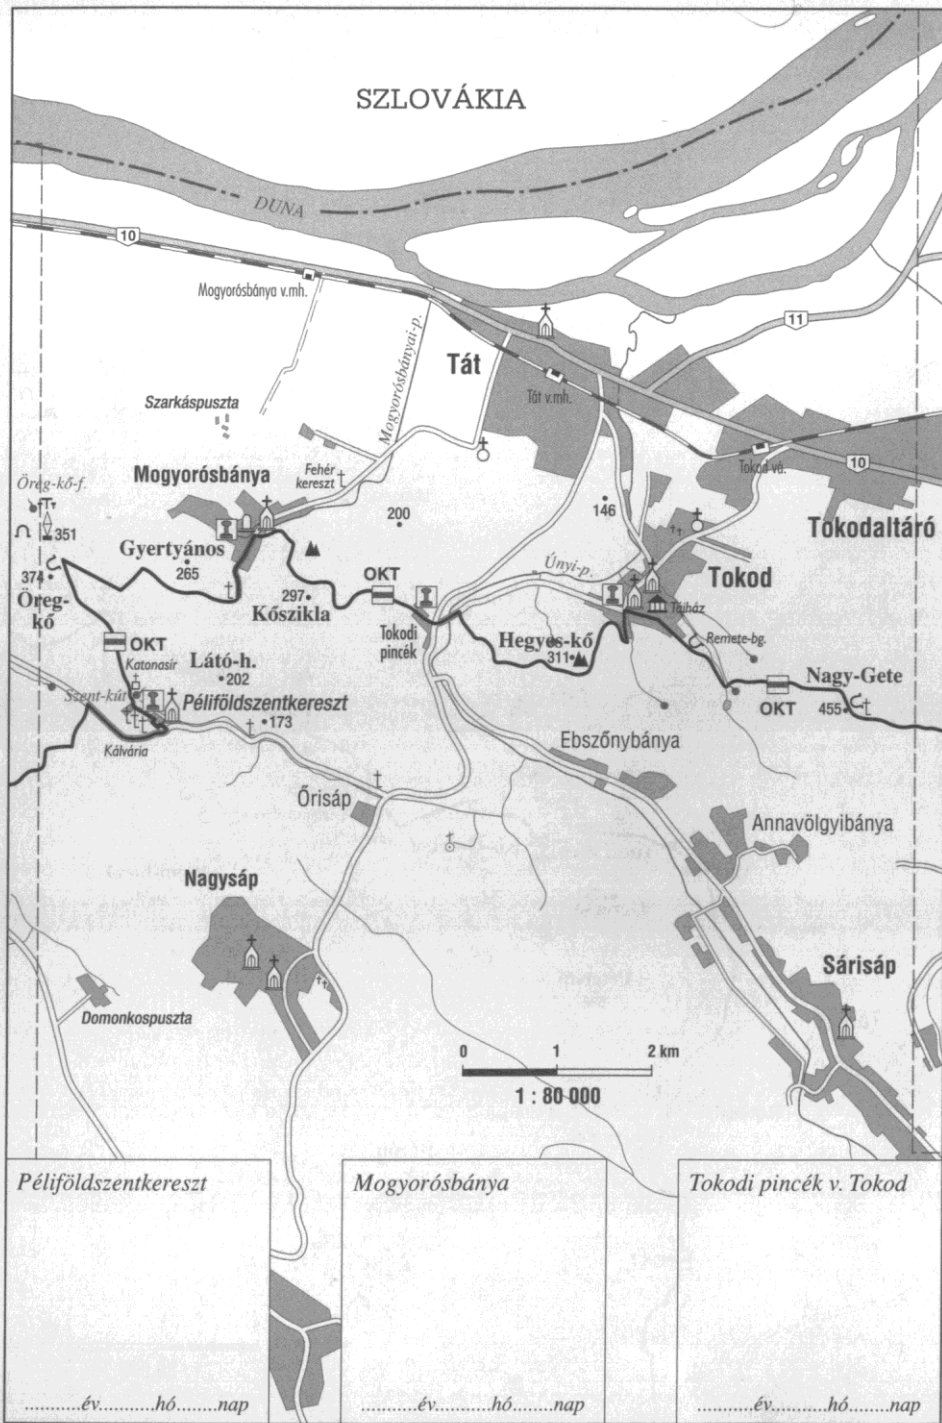 SZLOVÁKIA
DUNA
10
Mogyorósbánya v.mh.
11
Mogyorósbányai-p.
Tát
Tát v.mh.
Szarkáspuszta
Tokod vá.
10
Mogyorósbánya
Fehér
kereszt
Öreg-kő-f.
351
200
146
Tokodaltáró
Gyertyános
265
374
Öreg-
kő
297
Kőszikla
OKT
Únyi-p.
Tokod
Tájház
Tokodi
pincék
Hegyes-kő
311
Remete-bg.
OKT
Katonasír
Látó-h.
202
Nagy-Gete
455
OKT
Szent-kút
Péliföldszentkereszt
173
Kálvária
Ebszőnybánya
Őrisáp
Annavölgyibánya
Nagysáp
Sárisáp
Domonkospuszta
0 1 2 km
1 : 80 000
Péliföldszentkereszt
Mogyorósbánya
Tokodi pincék v. Tokod
...........év..........hó.......nap
...........év..........hó.......nap
...........év..........hó.......nap